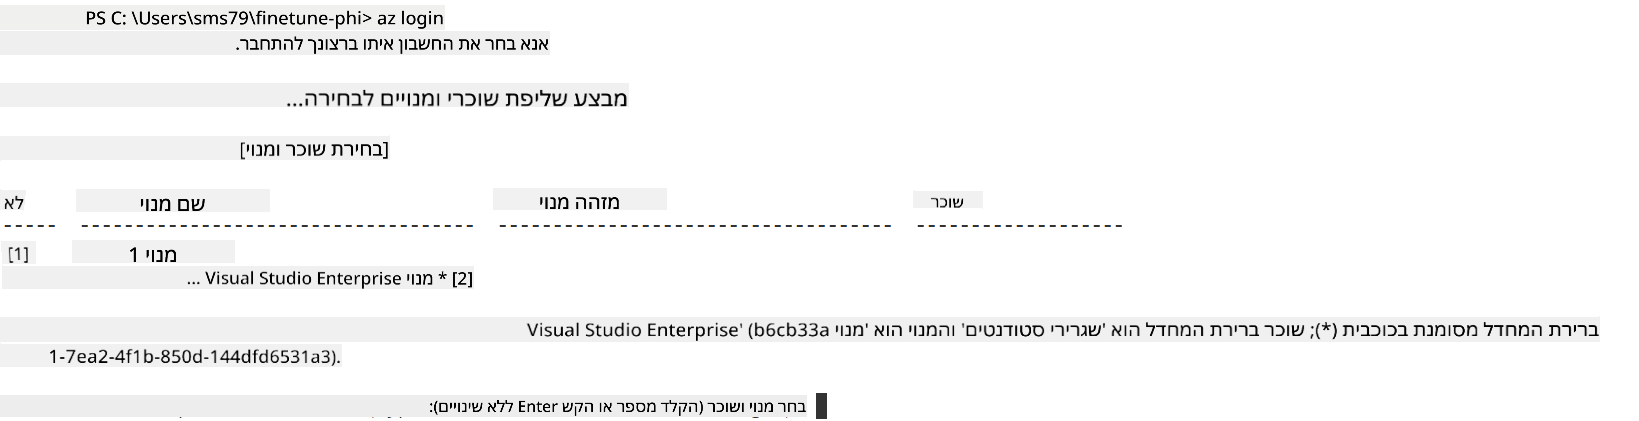 PS C: \Users\sms79\finetune-phi> az login
אנא בחר את החשבון איתו ברצונך להתחבר.
מבצע שליפת שוכרי ומנויים לבחירה...
[בחירת שוכר ומנוי]
לא שם מנוי מזהה מנוי שוכר
----- ---------------------------------- -------------------------------- -------------------
[1] מנוי 1
[2] * מנוי Visual Studio Enterprise ...
ברירת המחדל מסומנת בכוכבית (*); שוכר ברירת המחדל הוא 'שגרירי סטודנטים' והמנוי הוא 'מנוי Visual Studio Enterprise' (b6cb33a
1-7ea2-4f1b-850d-144dfd6531a3).
בחר מנוי ושוכר (הקלד מספר או הקש Enter ללא שינויים):